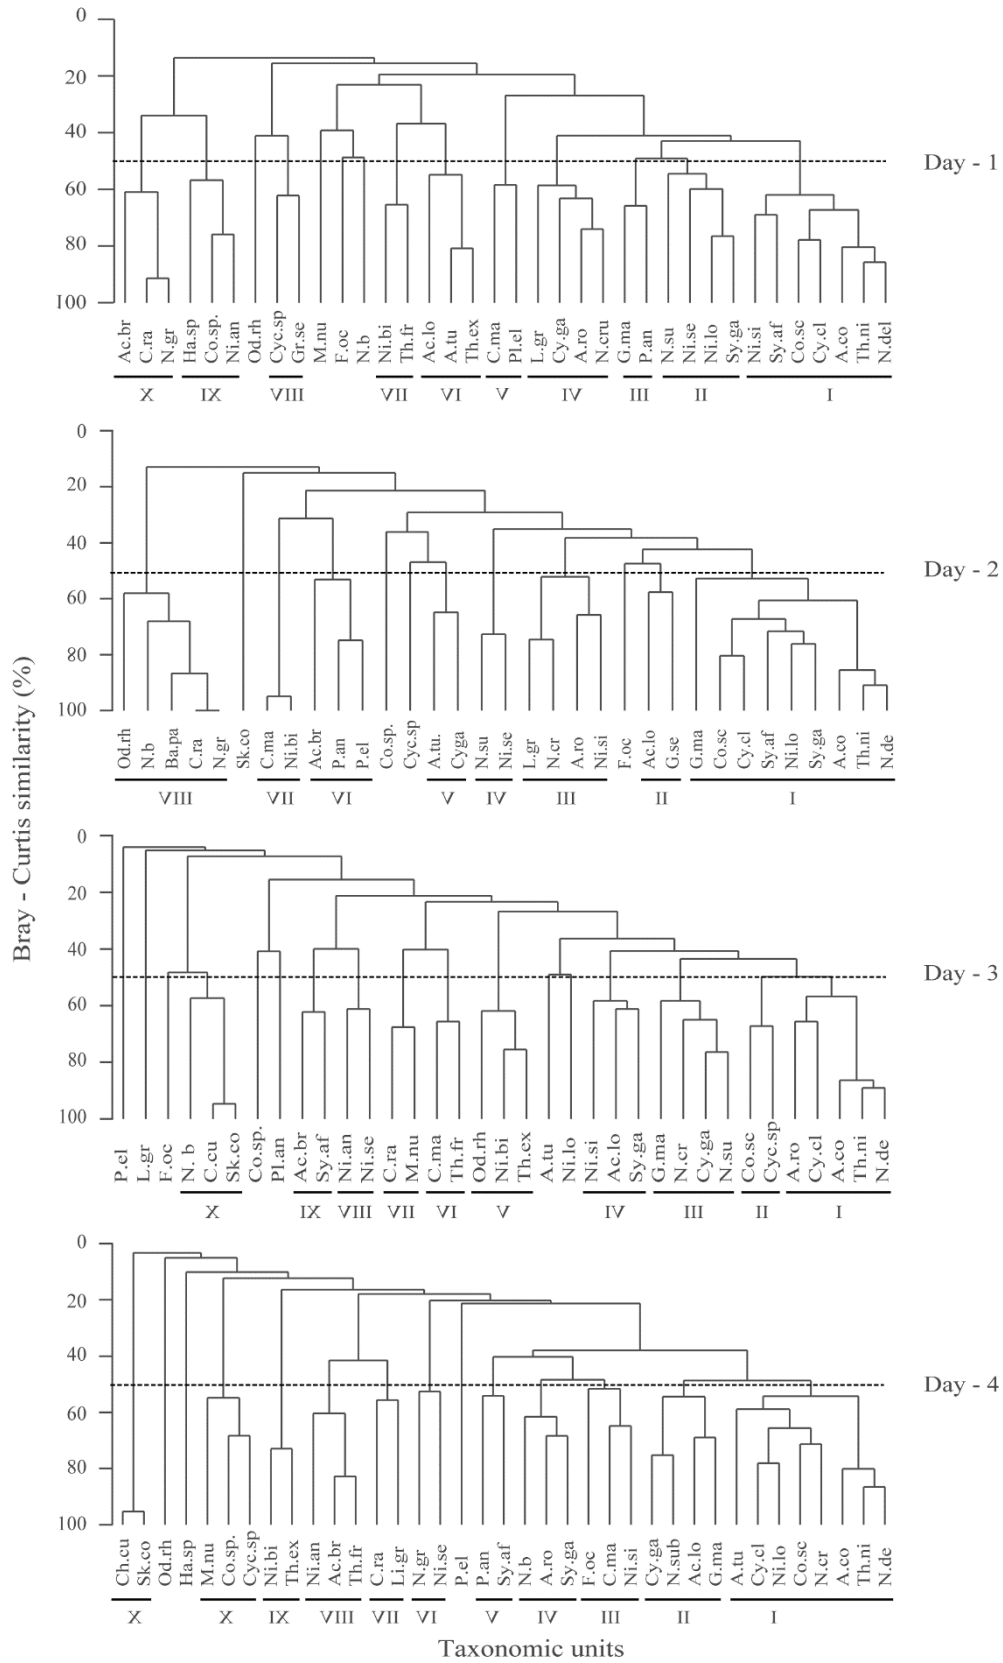 Bray - Curtis similarity (%)
0
20
40
60
80
100
Day - 1
Ac.br C.ra N.gr Ha.sp Co.sp. Ni.an Od.rh Cyc.sp Gr.se M.nu F.oc N.b Ni.bi Th.fr Ac.lo A.tu Th.ex C.ma Pl.el L.gr Cy.ga A.ro N.cru G.ma P.an N.su Ni.se Ni.lo Sy.ga Ni.si Sy.af Co.sc Cy.cl A.co Th.ni N.del
X IX VIII VII VI V IV III II I
0
20
40
60
80
100
Day - 2
Od.rh N.b Ba.pa C.ra N.gr Sk.co C.ma Ni.bi Ac.br P.an P.el Co.sp. Cyc.sp A.tu. Cyga N.su Ni.se L.gr N.cr A.ro Ni.si F.oc Ac.lo G.se G.ma Co.sc Cy.cl Sy.af Ni.lo Sy.ga A.co Th.ni N.de
VIII VII VI V IV III II I
0
20
40
60
80
100
Day - 3
P.el L.gr F.oc N. b C.cu Sk.co Co.sp. Pl.an Ac.br Sy.af Ni.an Ni.se C.ra M.nu C.ma Th.fr Od.rh Ni.bi Th.ex A.tu Ni.lo Ni.si Ac.lo Sy.ga G.ma N.cr Cy.ga N.su Co.sc Cyc.sp A.ro Cy.cl A.co Th.ni N.de
X IX VIII VII VI V IV III II I
0
20
40
60
80
100
Day - 4
Ch.cu Sk.co Od.rh Ha.sp M.nu Co.sp. Cyc.sp Ni.bi Th.ex Ni.an Ac.br Th.fr C.ra Li.gr N.gr Ni.se P.el P.an Sy.af N.b A.ro Sy.ga F.oc C.ma Ni.si Cy.ga N.sub Ac.lo G.ma A.tu Cy.cl Ni.lo Co.sc N.cr A.co Th.ni N.de
X X IX VIII VII VI V IV III II I
Taxonomic units